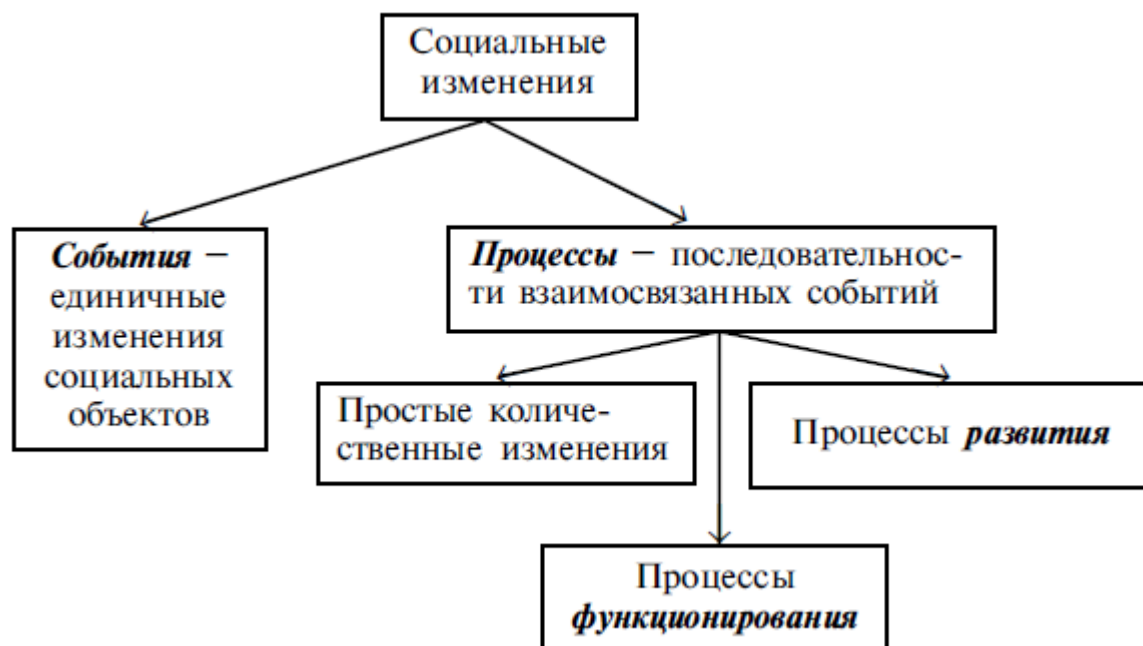 Социальные
изменения
События –
единичные
изменения
социальных
объектов
Процессы – последовательнос-
ти взаимосвязанных событий
Простые количе-
ственные изменения
Процессы развития
Процессы
функционирования